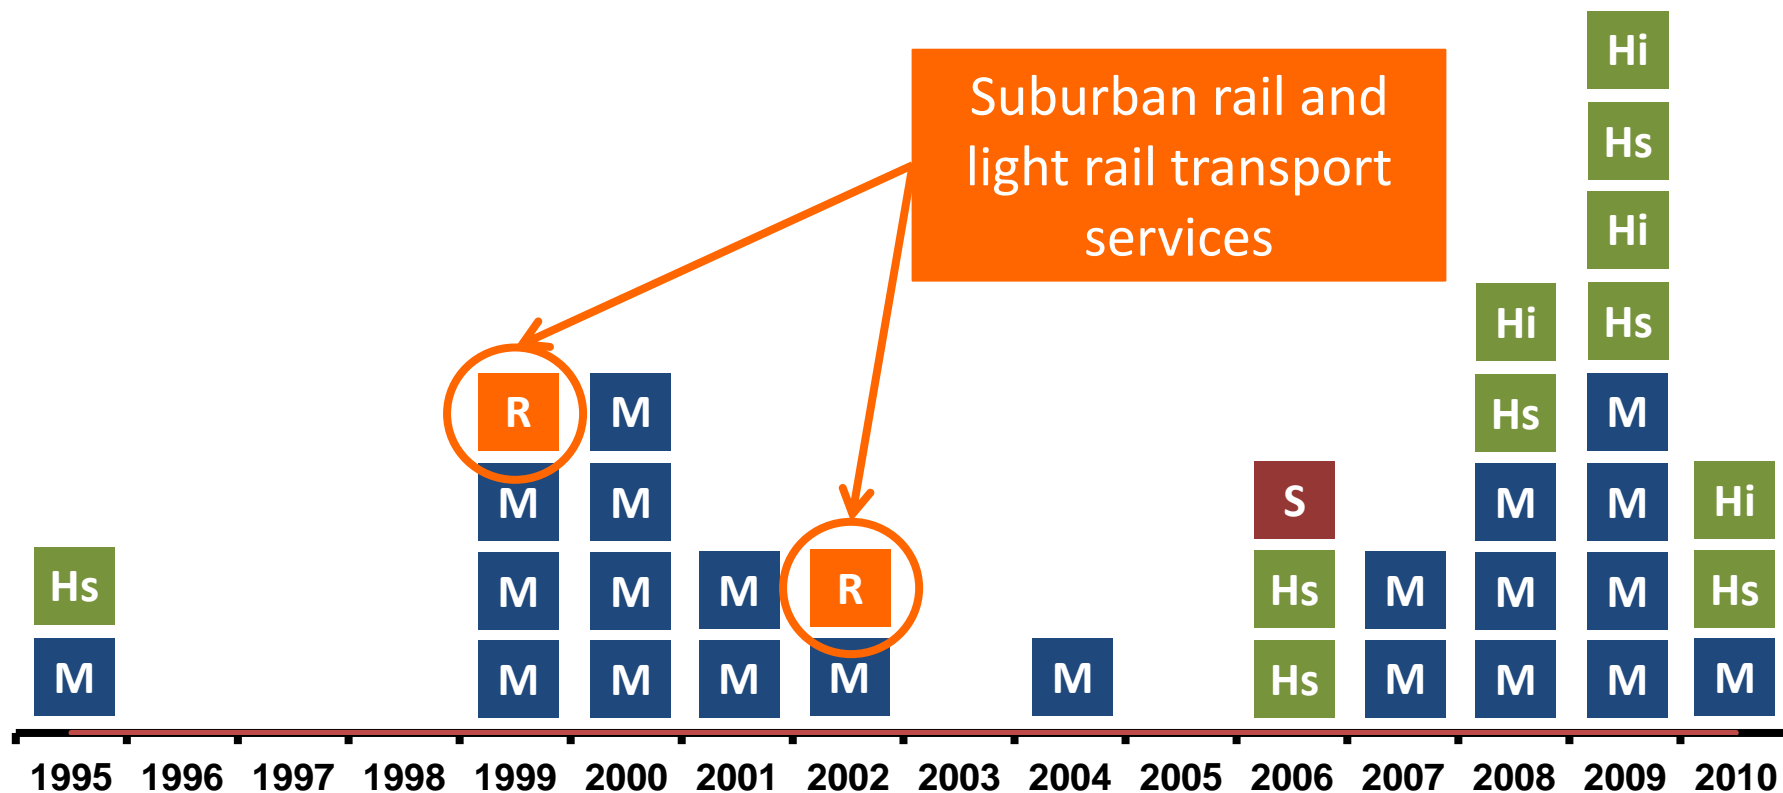 Hi
Suburban rail and
light rail transport
services
Hs
Hi
Hi Hs
R M Hs M
M M S M M Hi
Hs M M M R Hs M M M Hs
M M M M M M Hs M M M M
1995 1996 1997 1998 1999 2000 2001 2002 2003 2004 2005 2006 2007 2008 2009 2010